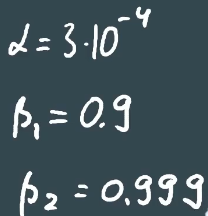 α = 3·10⁻⁴
β₁ = 0.9
β₂ = 0.999